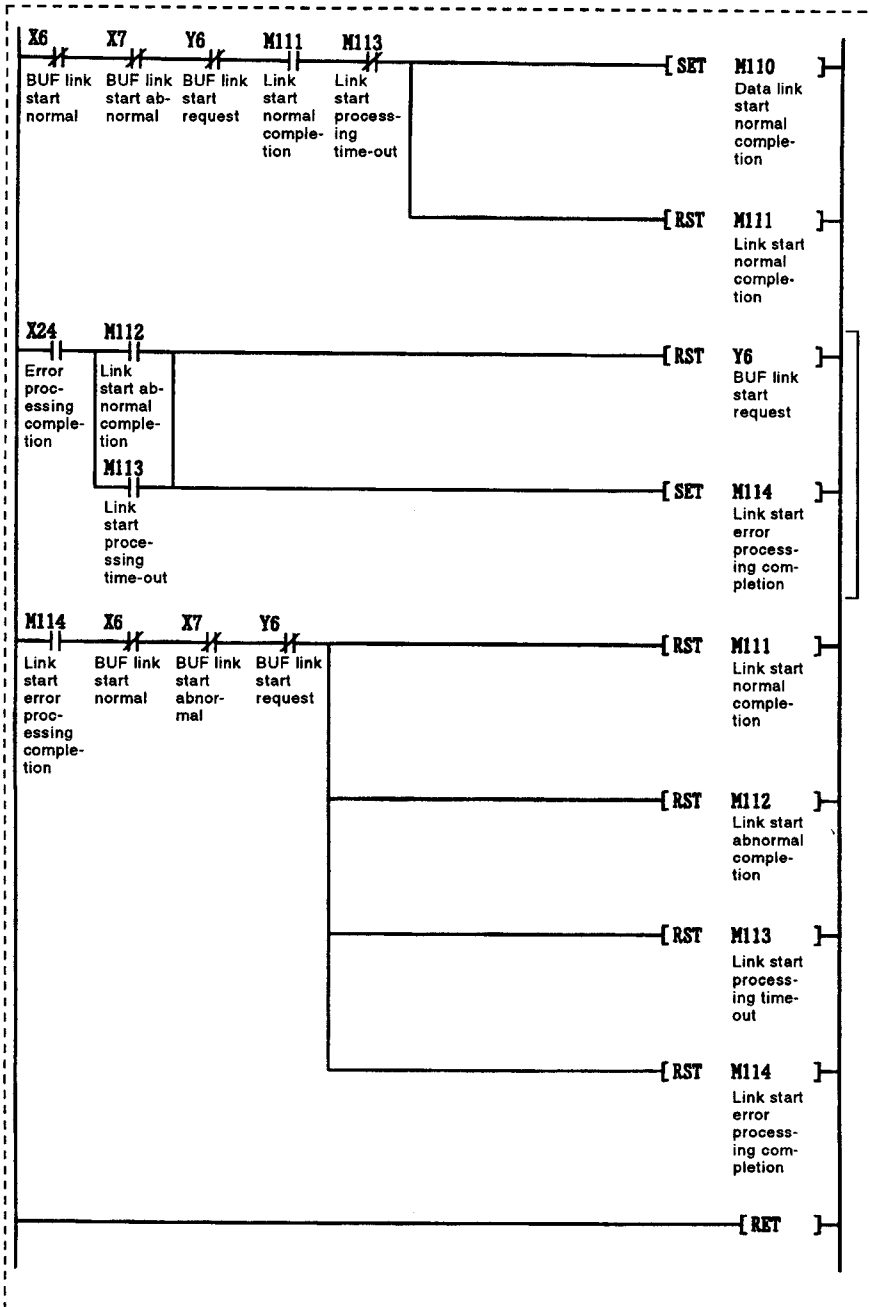 X6 X7 Y6 M111 M113
[ SET M110 ]
BUF link
start
normal
BUF link
start ab-
normal
BUF link
start
request
Link
start
normal
comple-
tion
Link
start
process-
ing
time-out
Data link
start
normal
comple-
tion
[ RST M111 ]
Link start
normal
comple-
tion
X24 M112
[ RST Y6 ]
Error
proc-
essing
comple-
tion
Link
start ab-
normal
comple-
tion
BUF link
start
request
M113
[ SET M114 ]
Link
start
proce-
ssing
time-out
Link start
error
process-
ing com-
pletion
M114 X6 X7 Y6
[ RST M111 ]
Link
start
error
proc-
essing
comple-
tion
BUF link
start
normal
BUF link
start
abnor-
mal
BUF link
start
request
Link start
normal
comple-
tion
[ RST M112 ]
Link start
abnormal
comple-
tion
[ RST M113 ]
Link start
process-
ing time-
out
[ RST M114 ]
Link start
error
process-
ing com-
pletion
[ RET ]